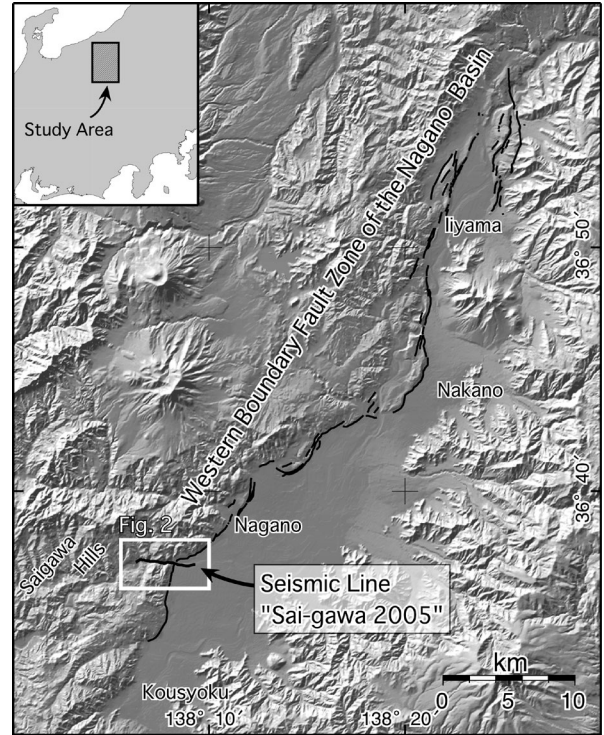 Study Area
Western Boundary Fault Zone of the Nagano Basin
Iiyama
36° 50´
Nakano
36° 40´
Nagano
Fig. 2
Saigawa
Hills
Seismic Line
"Sai-gawa 2005"
km
0 5 10
Kousyoku
138° 10´ 138° 20´